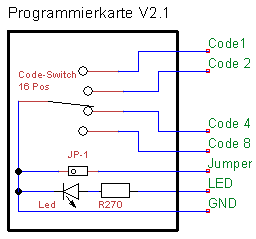 Programmierkarte V2.1
Code1
Code 2
Code-Switch
16 Pos
Code 4
Code 8
JP-1
Jumper
LED
Led
R270
GND